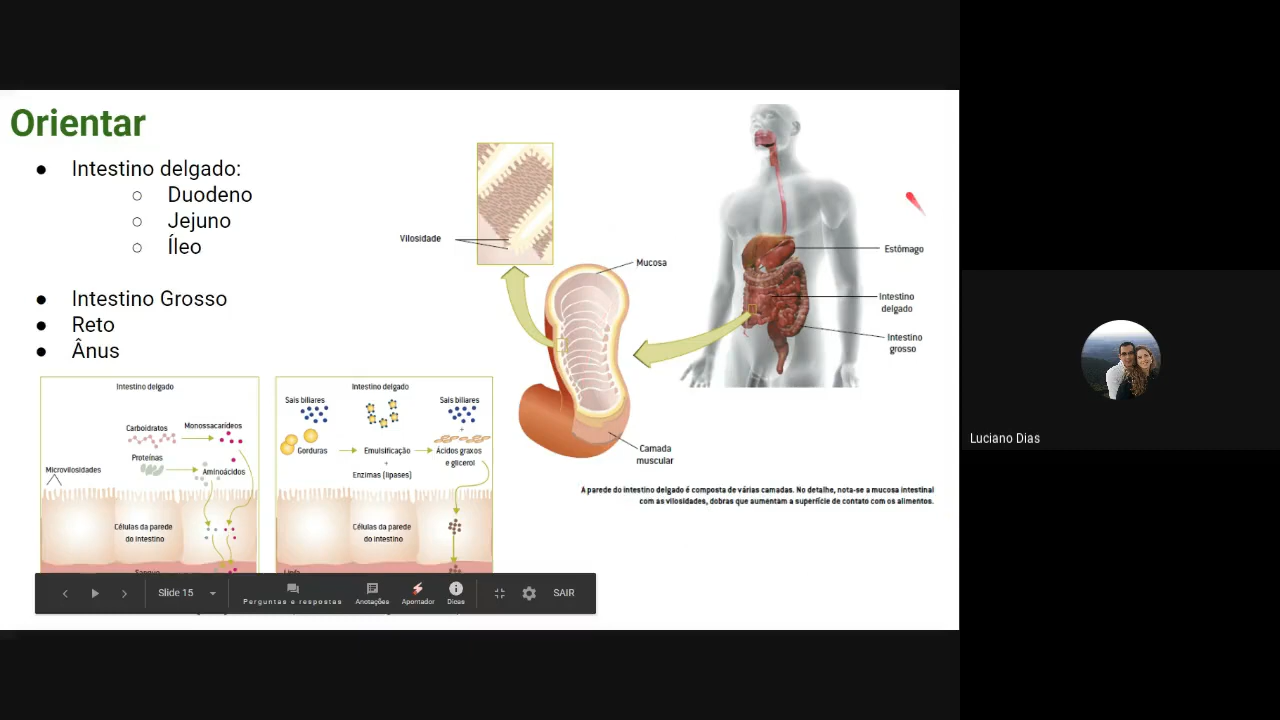 Orientar
● Intestino delgado:
○ Duodeno
○ Jejuno
○ Íleo
● Intestino Grosso
● Reto
● Ânus
Vilosidade
Mucosa
Camada
muscular
Estômago
Intestino
delgado
Intestino
grosso
A parede do intestino delgado é composta de várias camadas. No detalhe, nota-se a mucosa intestinal
com as vilosidades, dobras que aumentam a superfície de contato com os alimentos.
Intestino delgado
Carboidratos
Monossacarídeos
Proteínas
Aminoácidos
Microvilosidades
Células da parede
do intestino
Sangue
Intestino delgado
Sais biliares
Sais biliares
+
Gorduras
Emulsificação
+
Enzimas (lipases)
Ácidos graxos
e glicerol
Células da parede
do intestino
Linfa
Slide 15
Perguntas e respostas
Anotações
Apontador
Dicas
SAIR
Luciano Dias